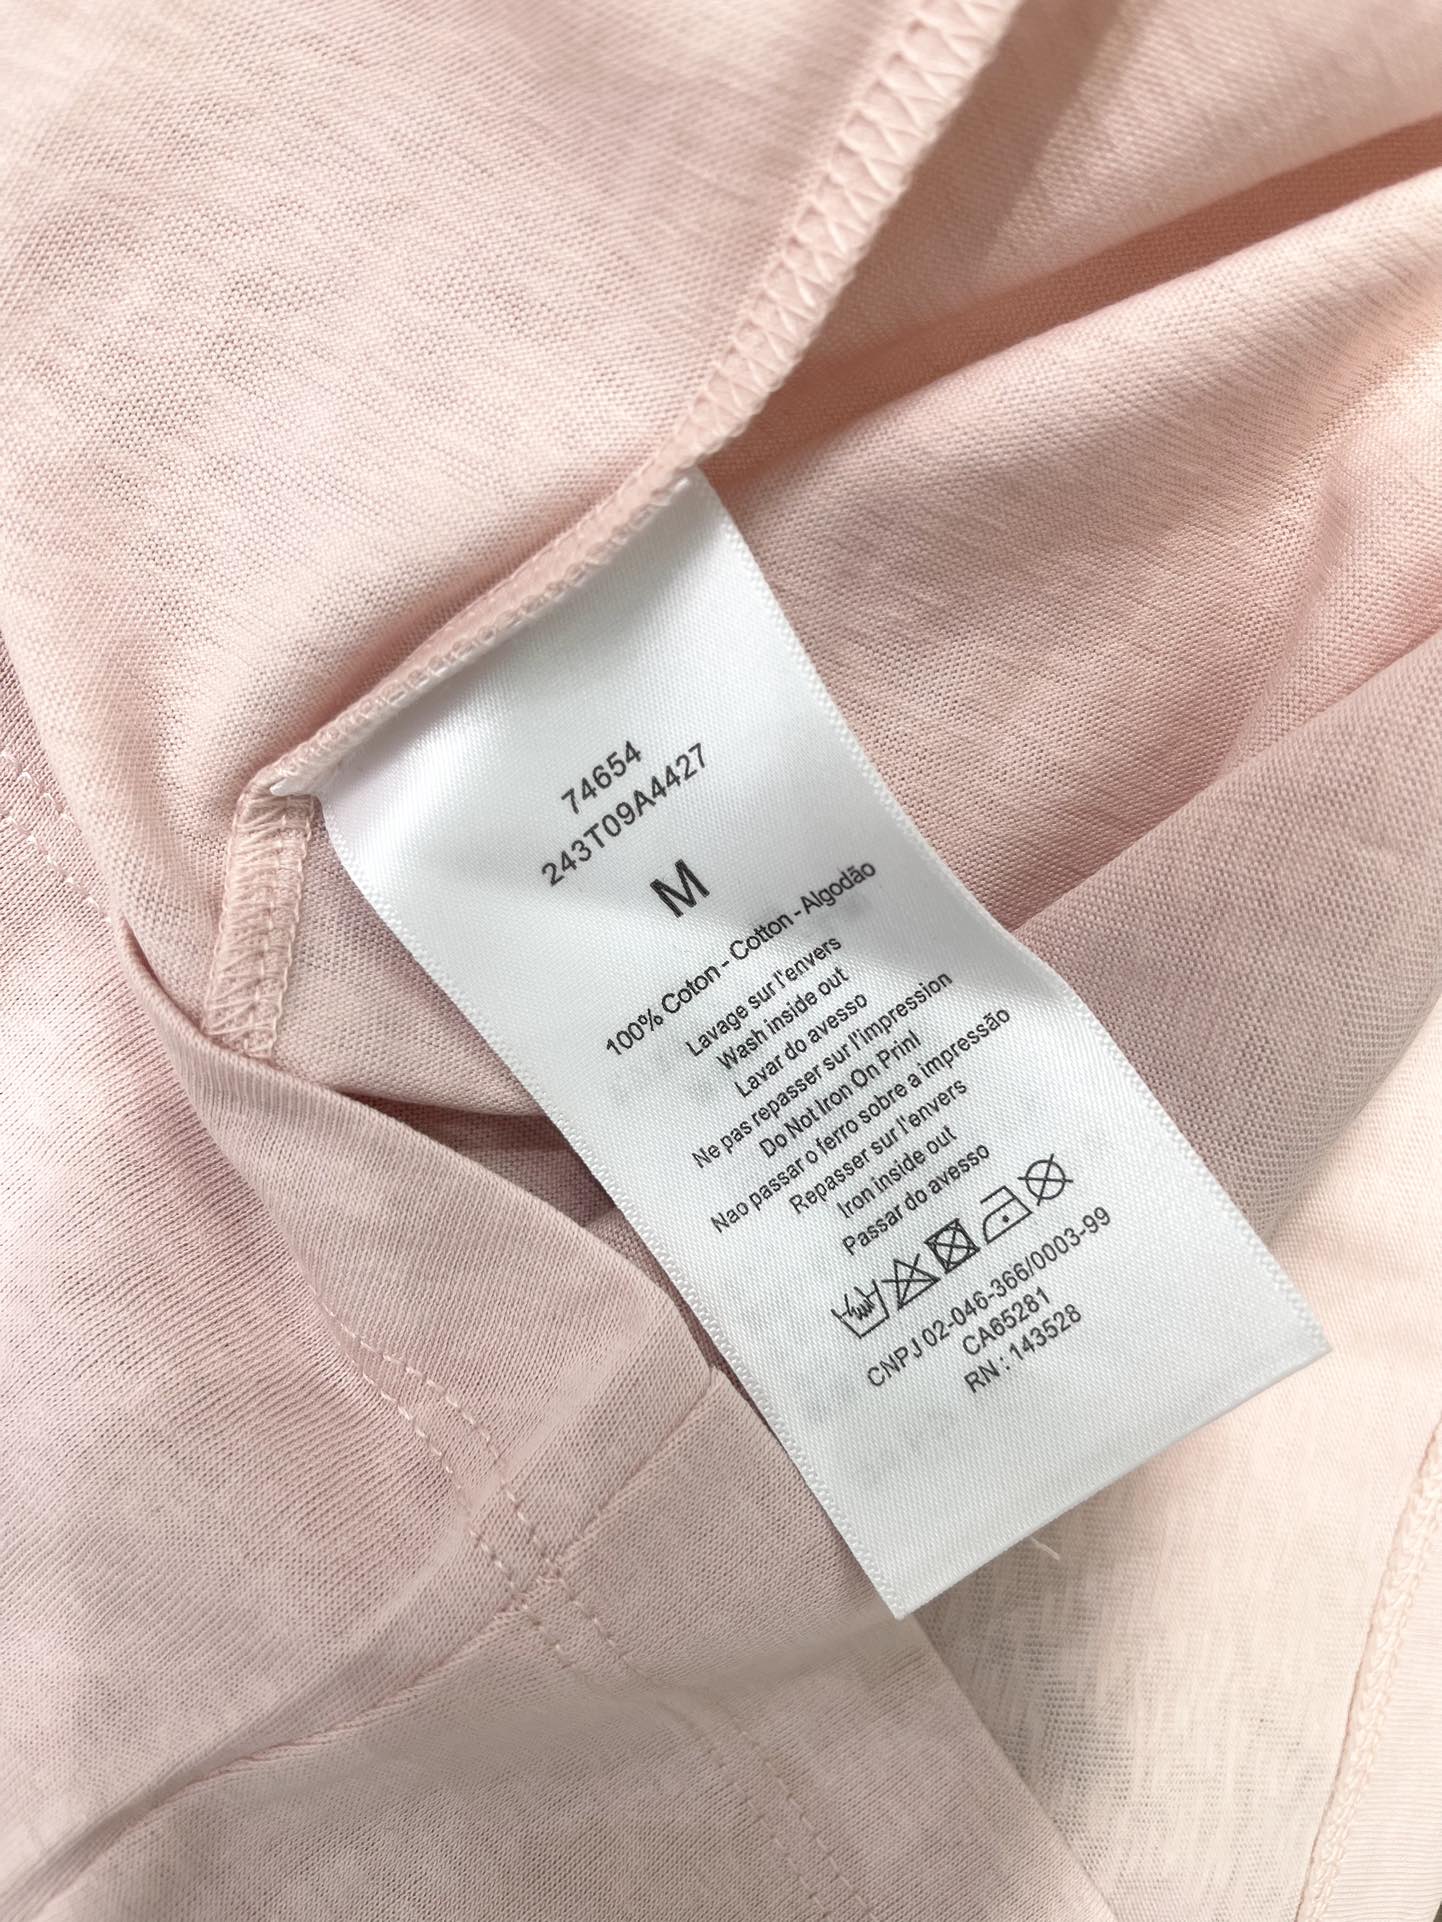 74654
243T09A4427
M
100% Coton - Cotton - Algodão
Lavage sur l'envers
Wash inside out
Lavar do avesso
Ne pas repasser sur l'impression
Do Not Iron On Prinl
Nao passar o ferro sobre a impressão
Repasser sur l'envers
Iron inside out
Passar do avesso
CNPJ 02-046-366/0003-99
CA65281
RN : 143528